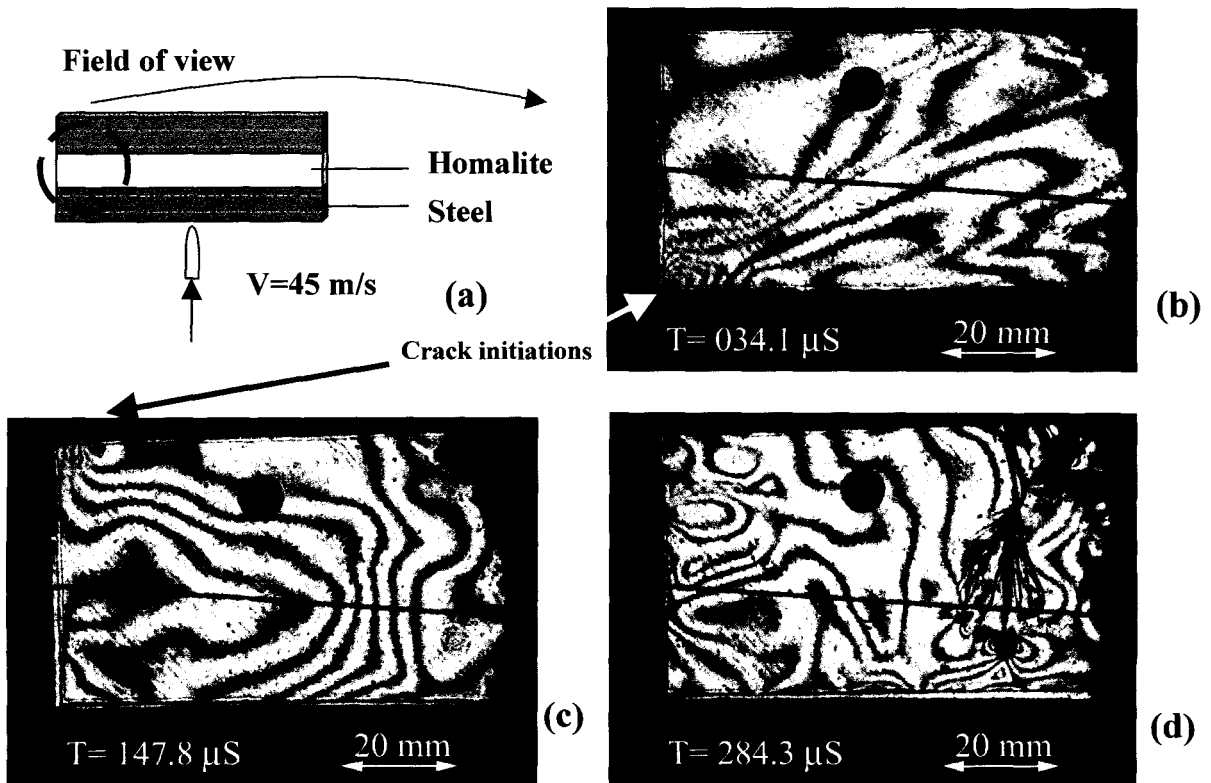 Field of view
Homalite
Steel
V=45 m/s
(a)
(b)
T= 034.1 µS
20 mm
Crack initiations
(c)
T= 147.8 µS
20 mm
(d)
T= 284.3 µS
20 mm